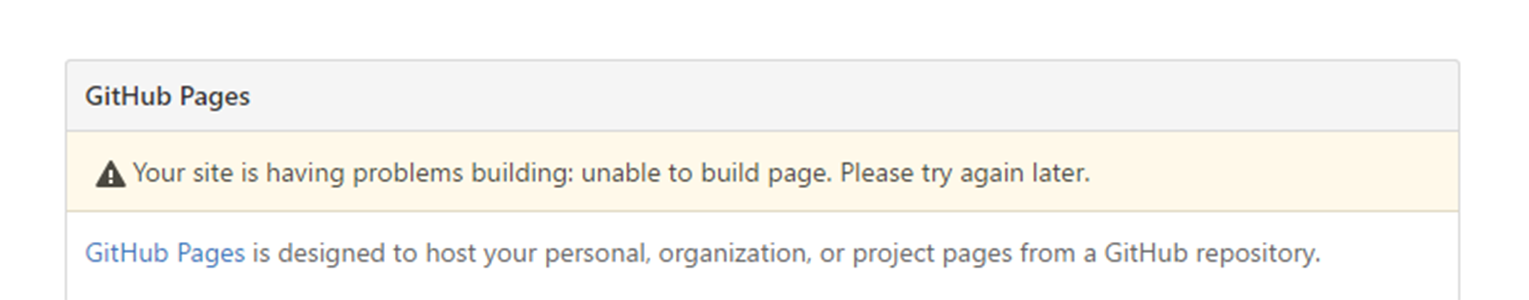 GitHub Pages
Your site is having problems building: unable to build page. Please try again later.
GitHub Pages is designed to host your personal, organization, or project pages from a GitHub repository.